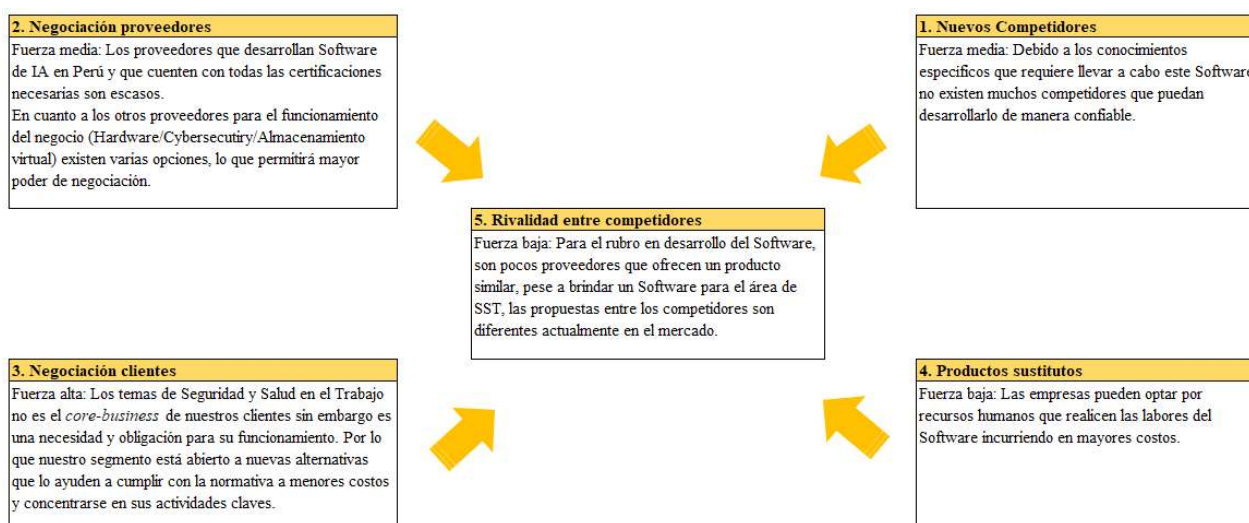 2. Negociación proveedores
Fuerza media: Los proveedores que desarrollan Software
de IA en Perú y que cuenten con todas las certificaciones
necesarias son escasos.
En cuanto a los otros proveedores para el funcionamiento
del negocio (Hardware/Cybersecutiry/Almacenamiento
virtual) existen varias opciones, lo que permitirá mayor
poder de negociación.
1. Nuevos Competidores
Fuerza media: Debido a los conocimientos
especificos que requiere llevar a cabo este Software
no existen muchos competidores que puedan
desarrollarlo de manera confiable.
5. Rivalidad entre competidores
Fuerza baja: Para el rubro en desarrollo del Software,
son pocos proveedores que ofrecen un producto
similar, pese a brindar un Software para el área de
SST, las propuestas entre los competidores son
diferentes actualmente en el mercado.
3. Negociación clientes
Fuerza alta: Los temas de Seguridad y Salud en el Trabajo
no es el core-business de nuestros clientes sin embargo es
una necesidad y obligación para su funcionamiento. Por lo
que nuestro segmento está abierto a nuevas alternativas
que lo ayuden a cumplir con la normativa a menores costos
y concentrarse en sus actividades claves.
4. Productos sustitutos
Fuerza baja: Las empresas pueden optar por
recursos humanos que realicen las labores del
Software incurriendo en mayores costos.